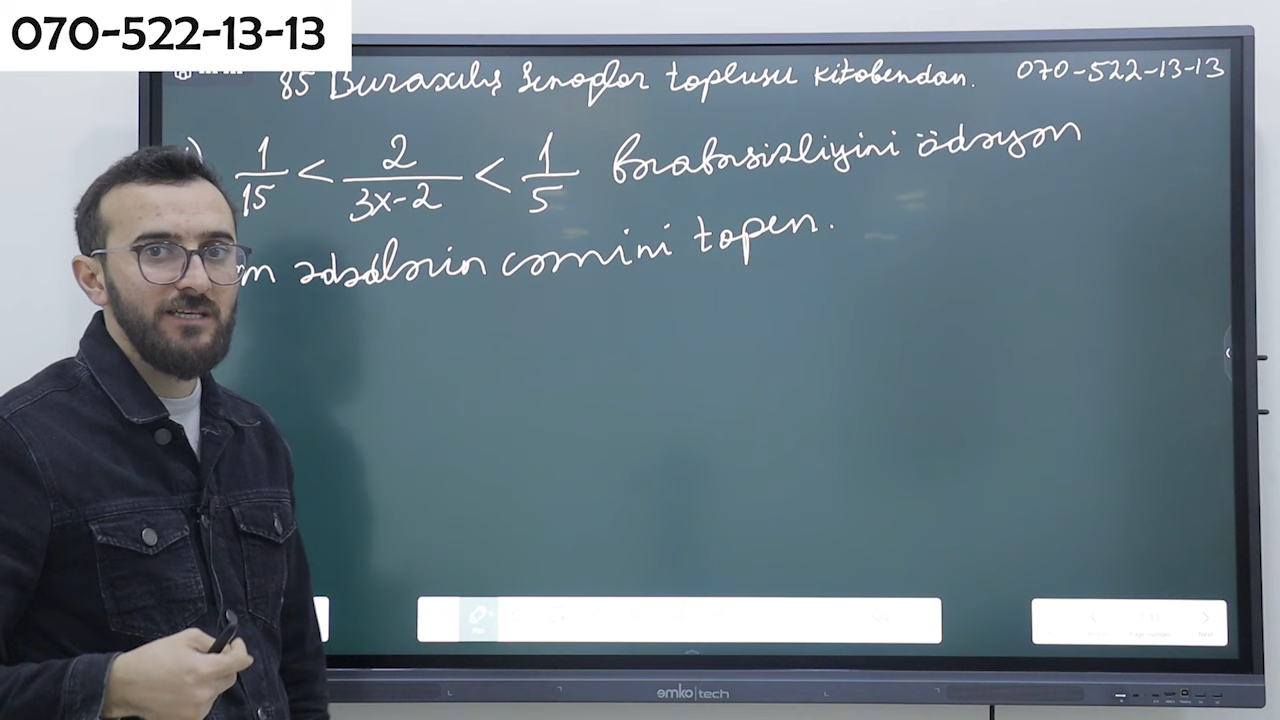 070-522-13-13
85 Buraxılış Sınaqlar toplusu kitabından. 070-522-13-13
1/15 < 2/(3x-2) < 1/5 bərabərsizliyini ödəyən
ədədlərin cəmini tapın.
emko | tech